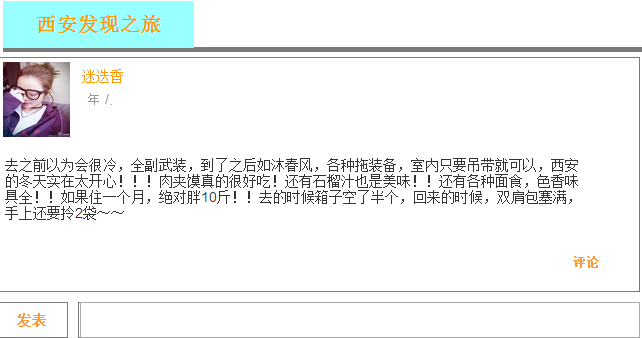 西安发现之旅
迷迭香
年 /.
去之前以为会很冷，全副武装，到了之后如沐春风，各种拖装备，室内只要吊带就可以，西安
的冬天实在太开心！！！肉夹馍真的很好吃！还有石榴汁也是美味！！还有各种面食，色香味
具全！！如果住一个月，绝对胖10斤！！去的时候箱子空了半个，回来的时候，双肩包塞满，
手上还要拎2袋～～
评论
发表